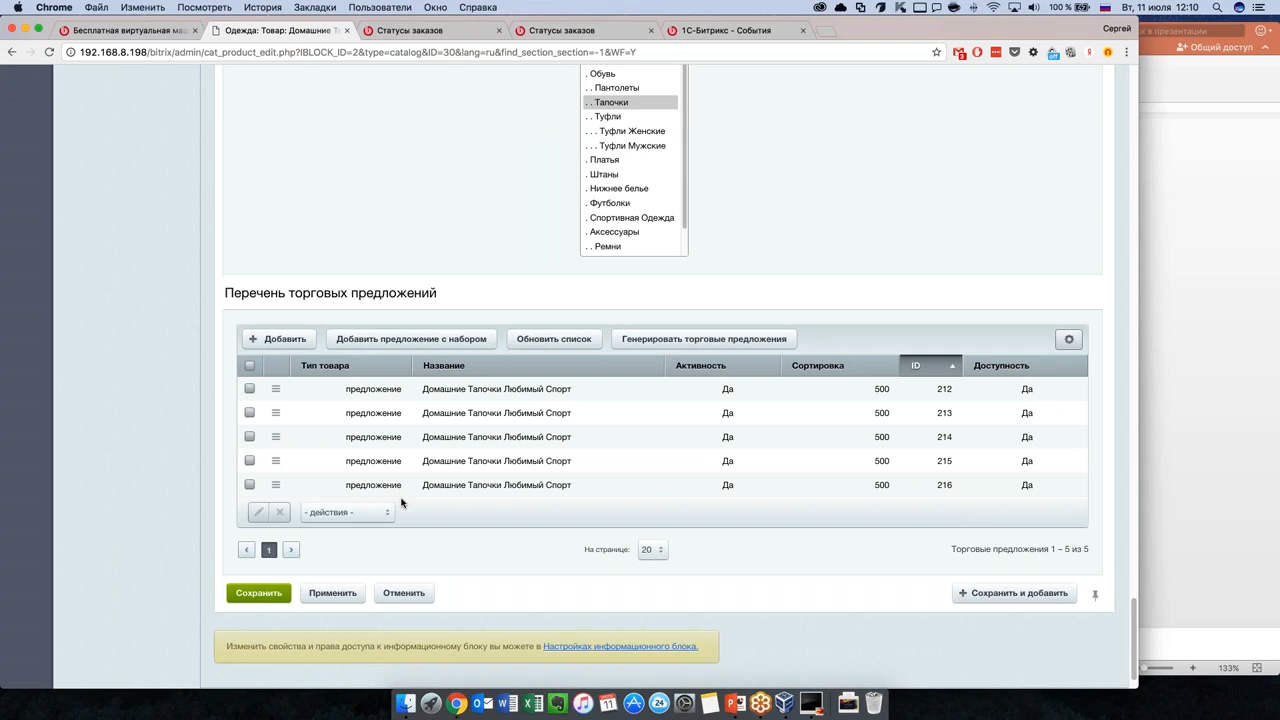 Chrome Файл Изменить Просмотреть История Закладки Пользователи Окно Справка
100 % Вт, 11 июля 12:10
Бесплатная виртуальная маш
Одежда: Товар: Домашние Та
Статусы заказов
Статусы заказов
1С-Битрикс - События
Сергей
192.168.8.198/bitrix/admin/cat_product_edit.php?IBLOCK_ID=2&type=catalog&ID=30&lang=ru&find_section_section=-1&WF=Y
Общий доступ
. Обувь
. . Пантолеты
. . Тапочки
. . Туфли
. . . Туфли Женские
. . . Туфли Мужские
. Платья
. Штаны
. Нижнее белье
. Футболки
. Спортивная Одежда
. Аксессуары
. . Ремни
Перечень торговых предложений
+ Добавить
Добавить предложение с набором
Обновить список
Генерировать торговые предложения
Тип товара Название Активность Сортировка ID Доступность
предложение Домашние Тапочки Любимый Спорт Да 500 212 Да
предложение Домашние Тапочки Любимый Спорт Да 500 213 Да
предложение Домашние Тапочки Любимый Спорт Да 500 214 Да
предложение Домашние Тапочки Любимый Спорт Да 500 215 Да
предложение Домашние Тапочки Любимый Спорт Да 500 216 Да
- действия -
1
На странице: 20
Торговые предложения 1 – 5 из 5
Сохранить
Применить
Отменить
+ Сохранить и добавить
Изменить свойства и права доступа к информационному блоку вы можете в Настройках информационного блока.
133%